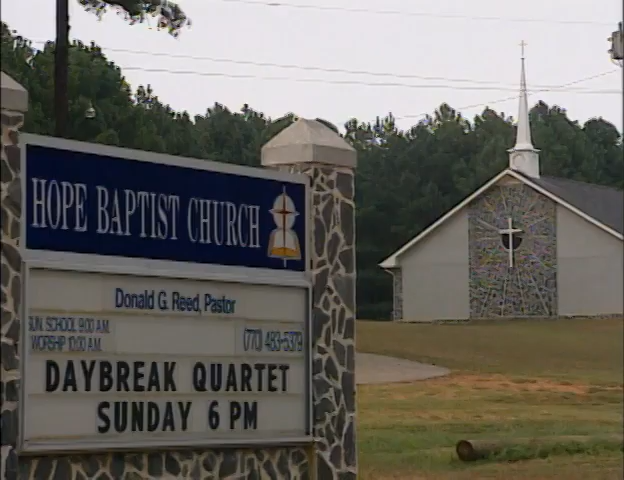 HOPE BAPTIST CHURCH
Donald G. Reed, Pastor
SUN. SCHOOL 9:00 A.M.
WORSHIP 10:00 A.M.
(770) 483-5379
DAYBREAK QUARTET
SUNDAY 6 PM